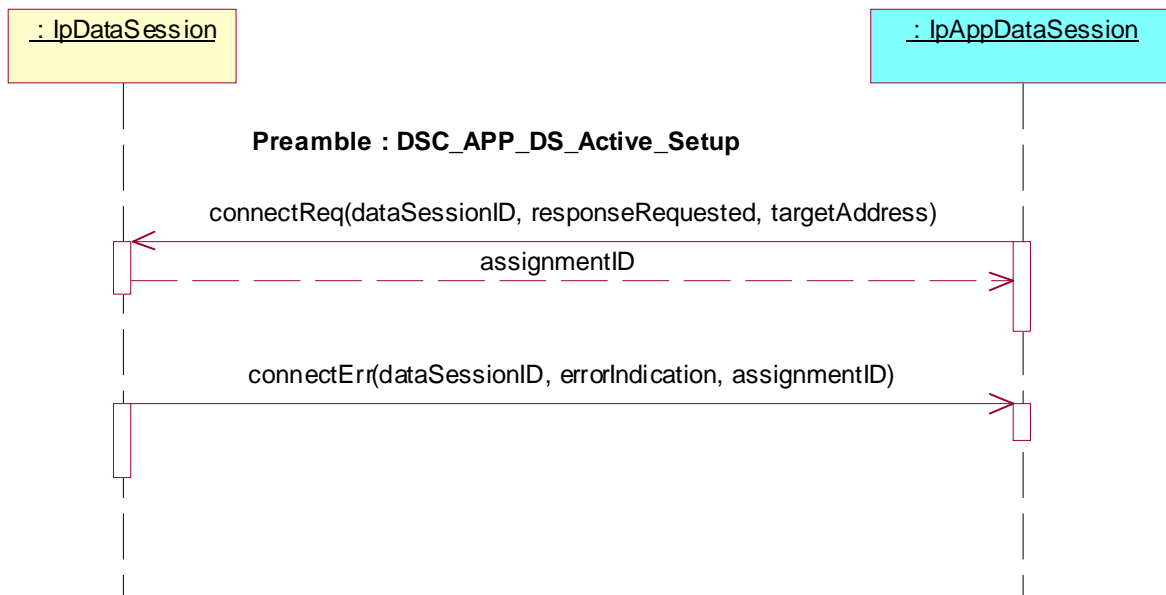 : IpDataSession
: IpAppDataSession
Preamble : DSC_APP_DS_Active_Setup
connectReq(dataSessionID, responseRequested, targetAddress)
assignmentID
connectErr(dataSessionID, errorIndication, assignmentID)